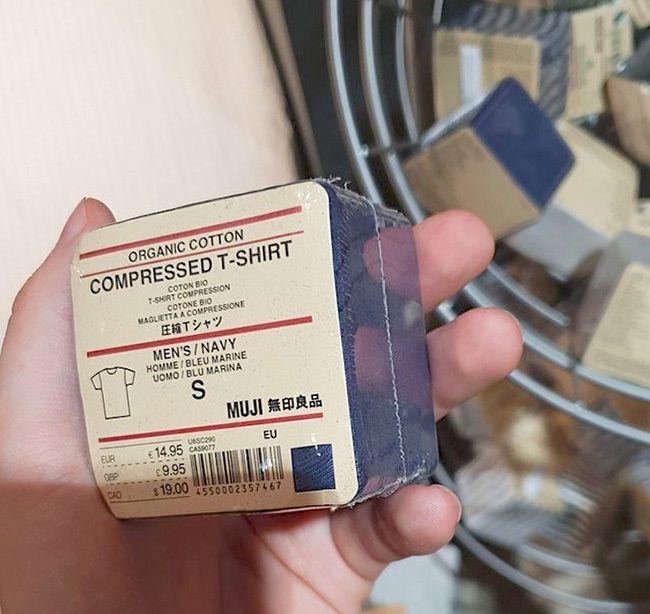 ORGANIC COTTON
COMPRESSED T-SHIRT
COTON BIO
T-SHIRT COMPRESSION
COTONE BIO
MAGLIETTA A COMPRESSIONE
圧縮Tシャツ
MEN'S / NAVY
HOMME / BLEU MARINE
UOMO / BLU MARINA
S
MUJI 無印良品
EU
EUR € 14.95
GBP £ 9.95
CAD $ 19.00
U8SC290
CA59077
4550002357467